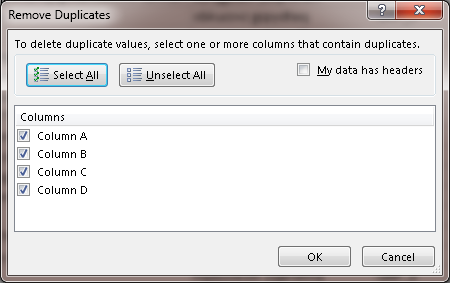 Remove Duplicates
To delete duplicate values, select one or more columns that contain duplicates.
Select All
Unselect All
My data has headers
Columns
Column A
Column B
Column C
Column D
OK
Cancel